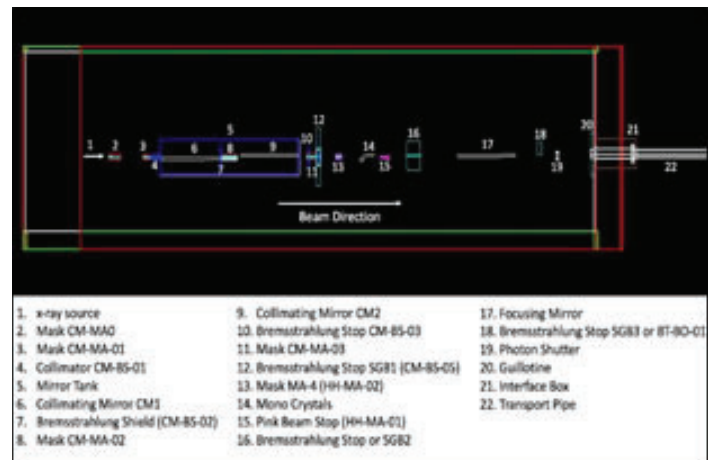 12
5
20
21
10
16
18
1
2
3
6
8
9
14
17
4
7
11
13
15
19
22
Beam Direction
1. x-ray source
2. Mask CM-MA0
3. Mask CM-MA-01
4. Collimator CM-BS-01
5. Mirror Tank
6. Collimating Mirror CM1
7. Bremsstrahlung Shield (CM-BS-02)
8. Mask CM-MA-02
9. Collimating Mirror CM2
10. Bremsstrahlung Stop CM-BS-03
11. Mask CM-MA-03
12. Bremsstrahlung Stop SGB1 (CM-BS-05)
13. Mask MA-4 (HH-MA-02)
14. Mono Crystals
15. Pink Beam Stop (HH-MA-01)
16. Bremsstrahlung Stop or SGB2
17. Focusing Mirror
18. Bremsstrahlung Stop SGB3 or BT-BO-01
19. Photon Shutter
20. Guillotine
21. Interface Box
22. Transport Pipe